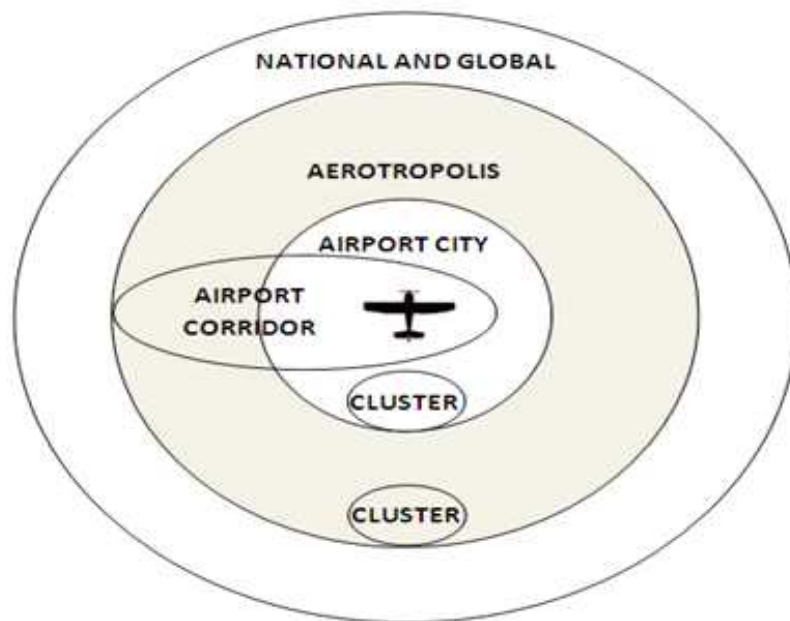 NATIONAL AND GLOBAL
AEROTROPOLIS
AIRPORT CITY
AIRPORT
CORRIDOR
CLUSTER
CLUSTER